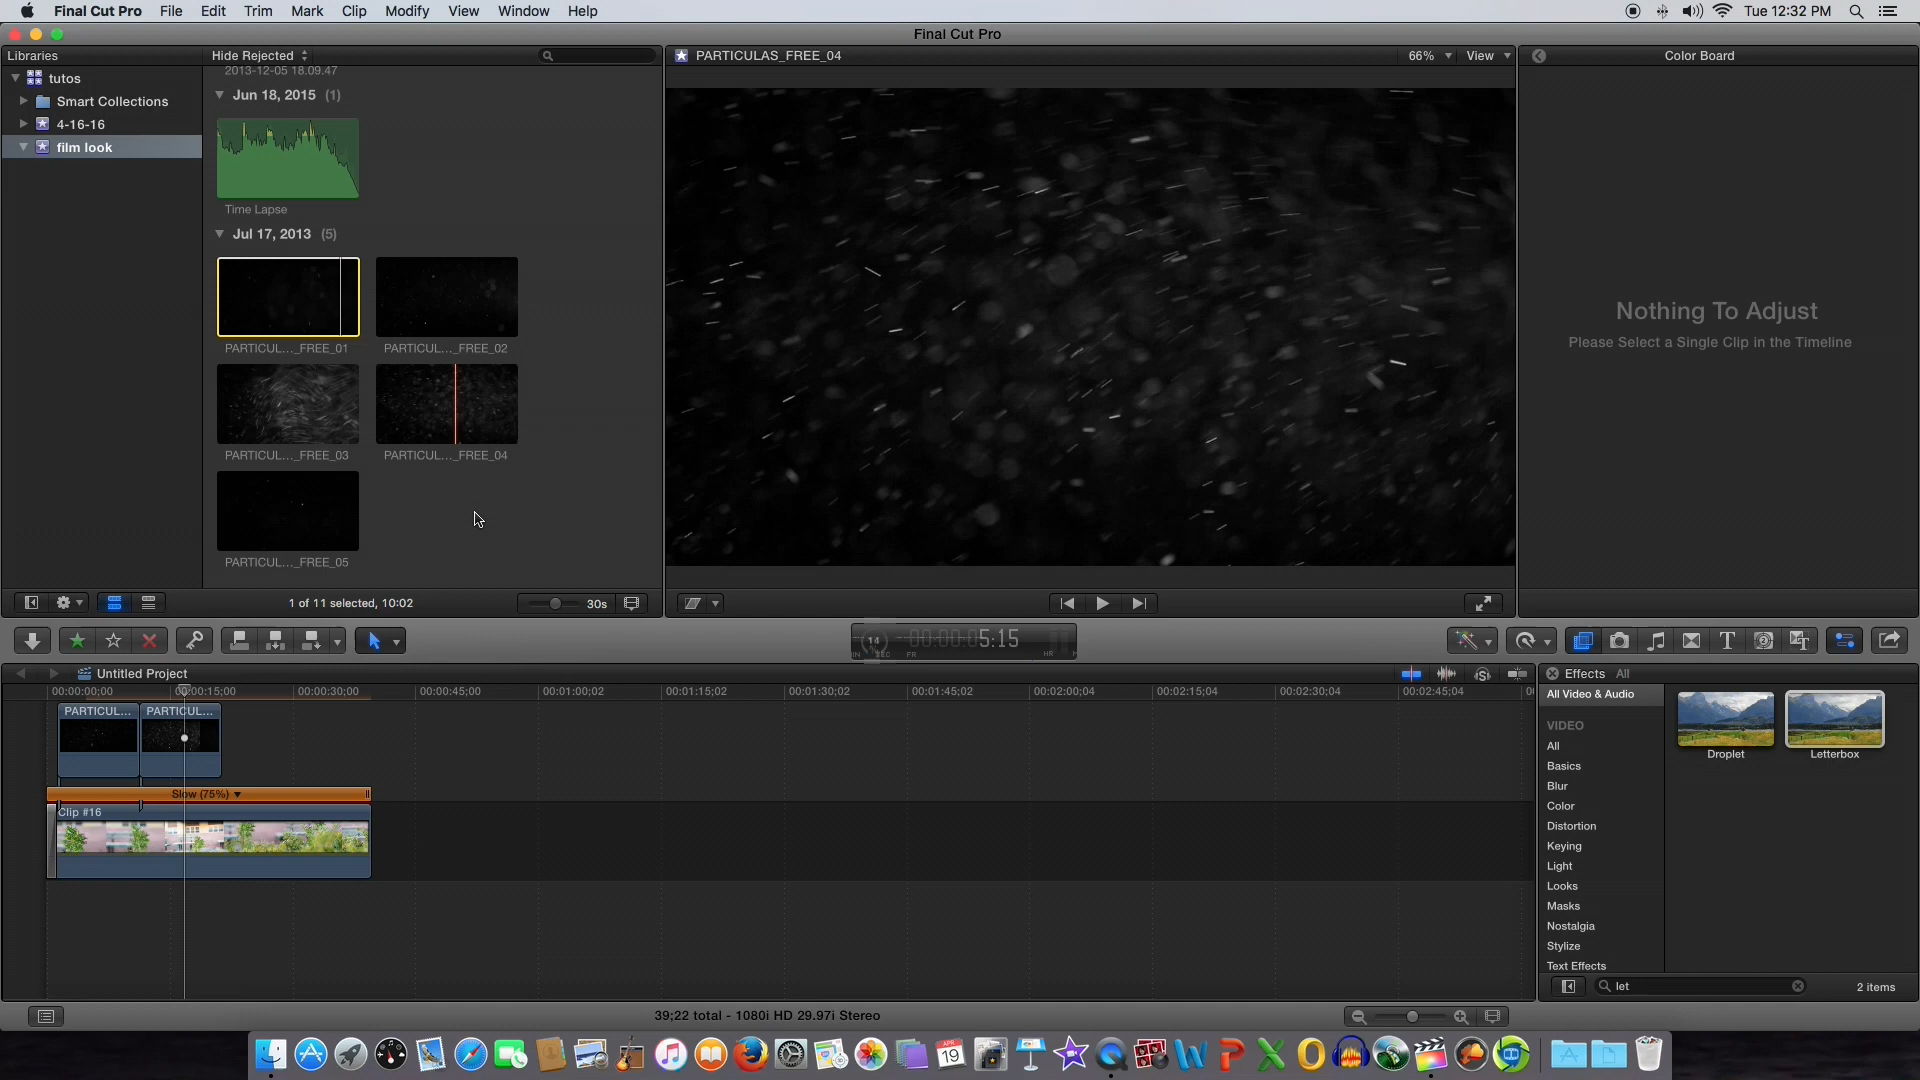 Final Cut Pro File Edit Trim Mark Clip Modify View Window Help
Tue 12:32 PM
Final Cut Pro
Libraries
Hide Rejected
PARTICULAS_FREE_04
66%
View
Color Board
tutos
Smart Collections
4-16-16
film look
2013-12-05 18.09.47
Jun 18, 2015 (1)
Time Lapse
Jul 17, 2013 (5)
PARTICUL..._FREE_01
PARTICUL..._FREE_02
PARTICUL..._FREE_03
PARTICUL..._FREE_04
PARTICUL..._FREE_05
Nothing To Adjust
Please Select a Single Clip in the Timeline
1 of 11 selected, 10:02
30s
14
5:15
Untitled Project
Effects All
00:00:00;00
00:00:15;00
00:00:30;00
00:00:45;00
00:01:00;02
00:01:15;02
00:01:30;02
00:01:45;02
00:02:00;04
00:02:15;04
00:02:30;04
00:02:45;04
PARTICUL...
PARTICUL...
Slow (75%)
Clip #16
All Video & Audio
VIDEO
All
Basics
Blur
Color
Distortion
Keying
Light
Looks
Masks
Nostalgia
Stylize
Text Effects
Droplet
Letterbox
let
2 items
39;22 total - 1080i HD 29.97i Stereo
APR
19